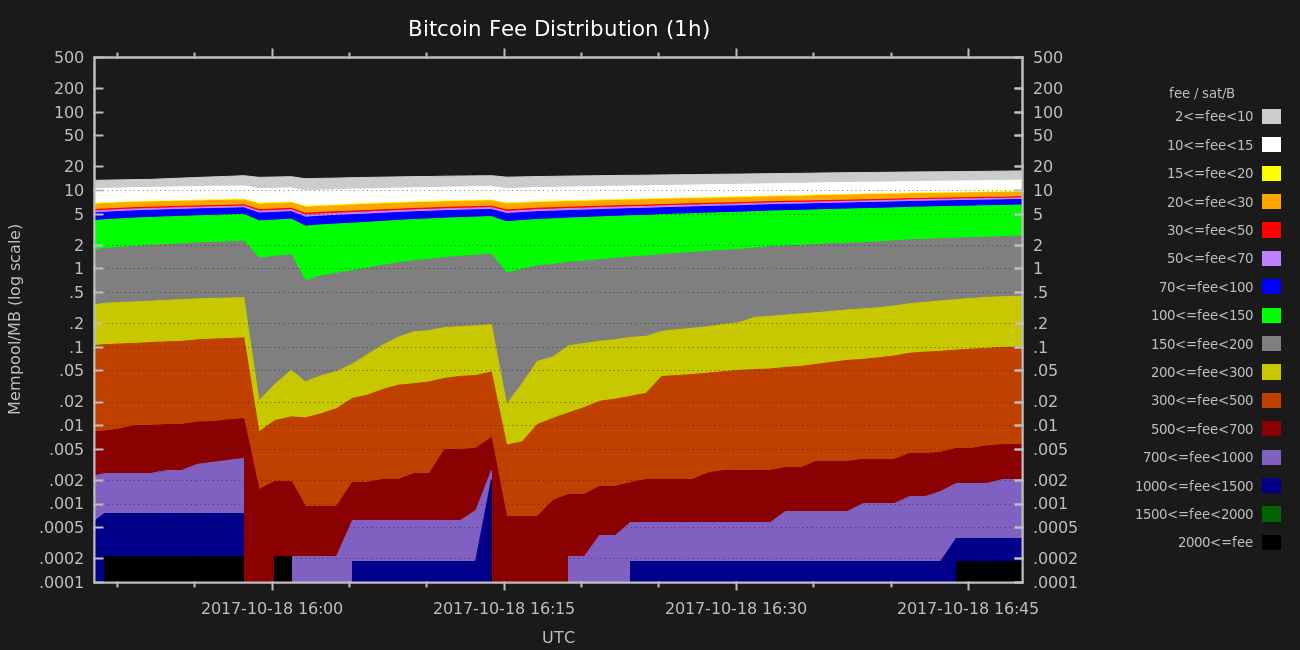 Bitcoin Fee Distribution (1h)
Mempool/MB (log scale)
500
200
100
50
20
10
5
2
1
.5
.2
.1
.05
.02
.01
.005
.002
.001
.0005
.0002
.0001
500
200
100
50
20
10
5
2
1
.5
.2
.1
.05
.02
.01
.005
.002
.001
.0005
.0002
.0001
2017-10-18 16:00
2017-10-18 16:15
2017-10-18 16:30
2017-10-18 16:45
UTC
fee / sat/B
2<=fee<10
10<=fee<15
15<=fee<20
20<=fee<30
30<=fee<50
50<=fee<70
70<=fee<100
100<=fee<150
150<=fee<200
200<=fee<300
300<=fee<500
500<=fee<700
700<=fee<1000
1000<=fee<1500
1500<=fee<2000
2000<=fee